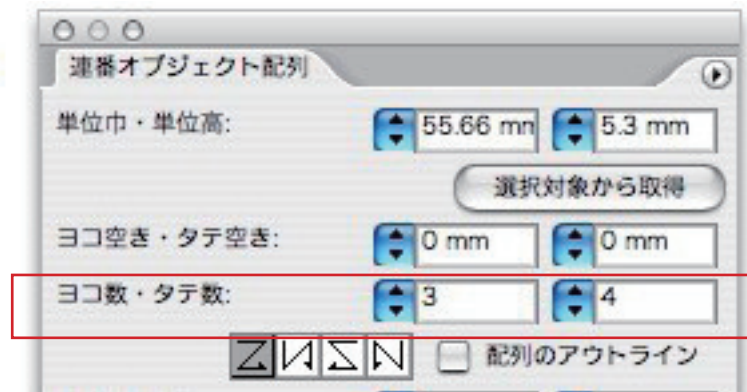 連番オブジェクト配列
単位巾・単位高: 55.66 mm 5.3 mm
選択対象から取得
ヨコ空き・タテ空き: 0 mm 0 mm
ヨコ数・タテ数: 3 4
配列のアウトライン